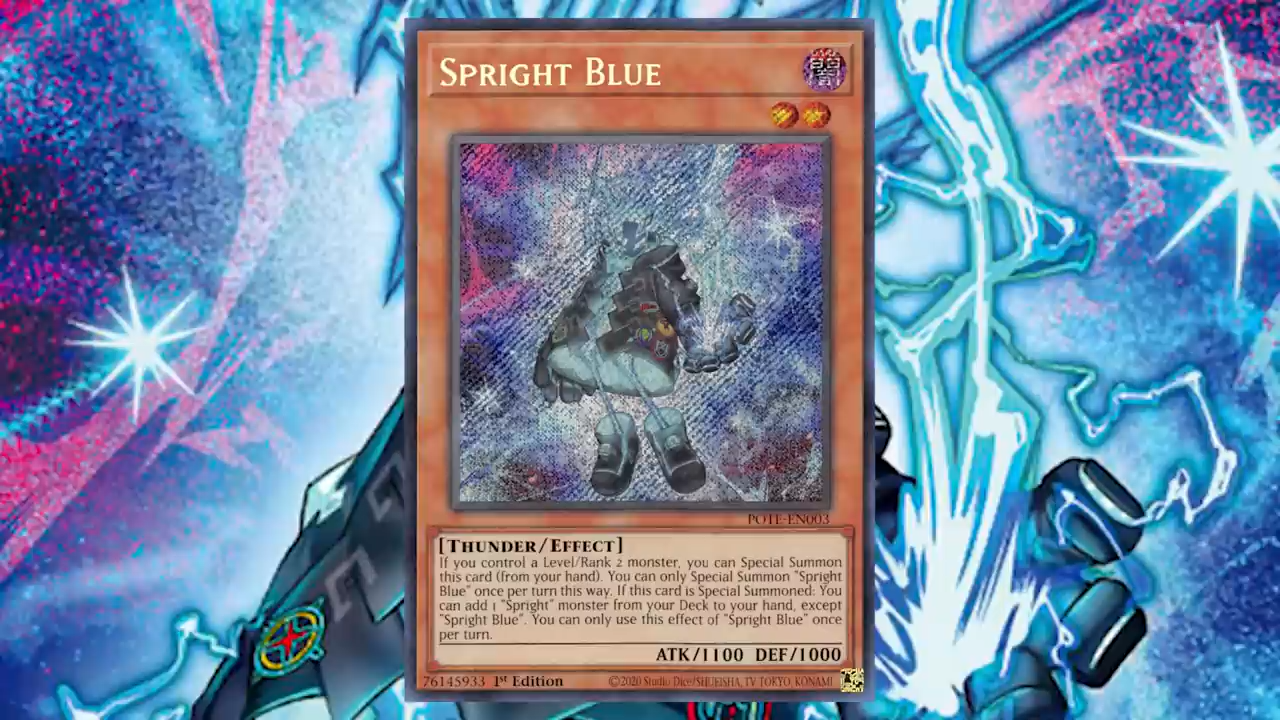 Spright Blue
闇
POTE-EN003
[Thunder/Effect]
If you control a Level/Rank 2 monster, you can Special Summon
this card (from your hand). You can only Special Summon "Spright
Blue" once per turn this way. If this card is Special Summoned: You
can add 1 "Spright" monster from your Deck to your hand, except
"Spright Blue". You can only use this effect of "Spright Blue" once
per turn.
ATK/1100 DEF/1000
76145933 1st Edition ©2020 Studio Dice/SHUEISHA, TV TOKYO, KONAMI